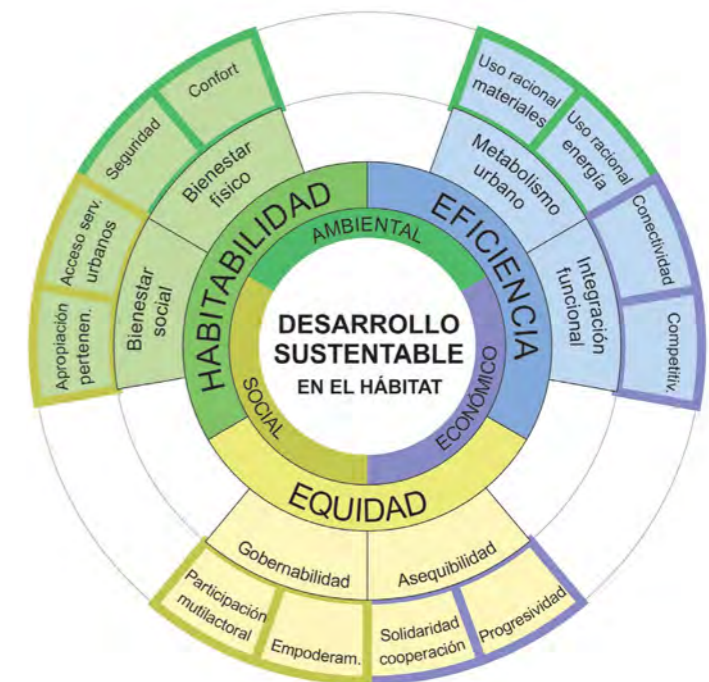 DESARROLLO
SUSTENTABLE
EN EL HÁBITAT
AMBIENTAL
ECONÓMICO
SOCIAL
HABITABILIDAD
EFICIENCIA
EQUIDAD
Bienestar
físico
Bienestar
social
Confort
Seguridad
Acceso serv.
urbanos
Apropiación
pertenen.
Metabolismo
urbano
Integración
funcional
Uso racional
materiales
Uso racional
energía
Conectividad
Competitiv.
Gobernabilidad
Asequibilidad
Participación
mutilactoral
Empoderam.
Solidaridad
cooperación
Progresividad